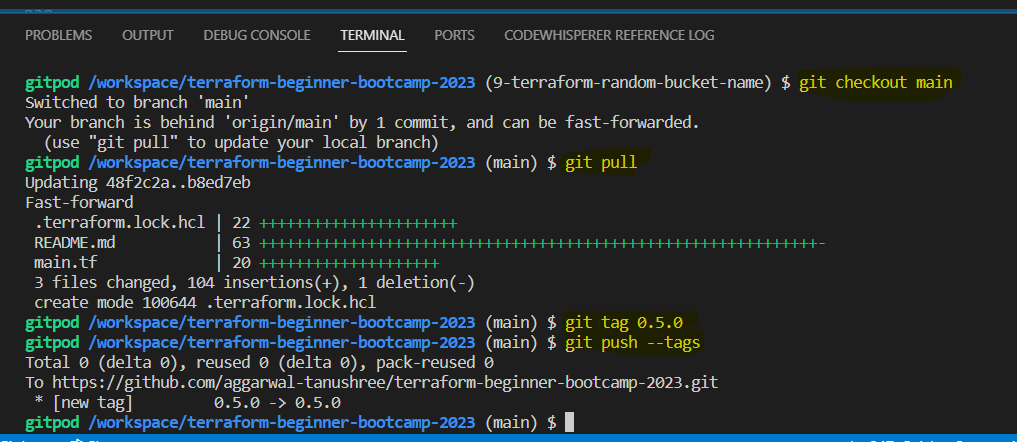 PROBLEMS OUTPUT DEBUG CONSOLE TERMINAL PORTS CODEWHISPERER REFERENCE LOG
gitpod /workspace/terraform-beginner-bootcamp-2023 (9-terraform-random-bucket-name) $ git checkout main
Switched to branch 'main'
Your branch is behind 'origin/main' by 1 commit, and can be fast-forwarded.
  (use "git pull" to update your local branch)
gitpod /workspace/terraform-beginner-bootcamp-2023 (main) $ git pull
Updating 48f2c2a..b8ed7eb
Fast-forward
 .terraform.lock.hcl | 22 ++++++++++++++++++++++
 README.md           | 63 ++++++++++++++++++++++++++++++++++++++++++++++++++++++++++++++-
 main.tf             | 20 ++++++++++++++++++++
 3 files changed, 104 insertions(+), 1 deletion(-)
 create mode 100644 .terraform.lock.hcl
gitpod /workspace/terraform-beginner-bootcamp-2023 (main) $ git tag 0.5.0
gitpod /workspace/terraform-beginner-bootcamp-2023 (main) $ git push --tags
Total 0 (delta 0), reused 0 (delta 0), pack-reused 0
To https://github.com/aggarwal-tanushree/terraform-beginner-bootcamp-2023.git
 * [new tag]         0.5.0 -> 0.5.0
gitpod /workspace/terraform-beginner-bootcamp-2023 (main) $